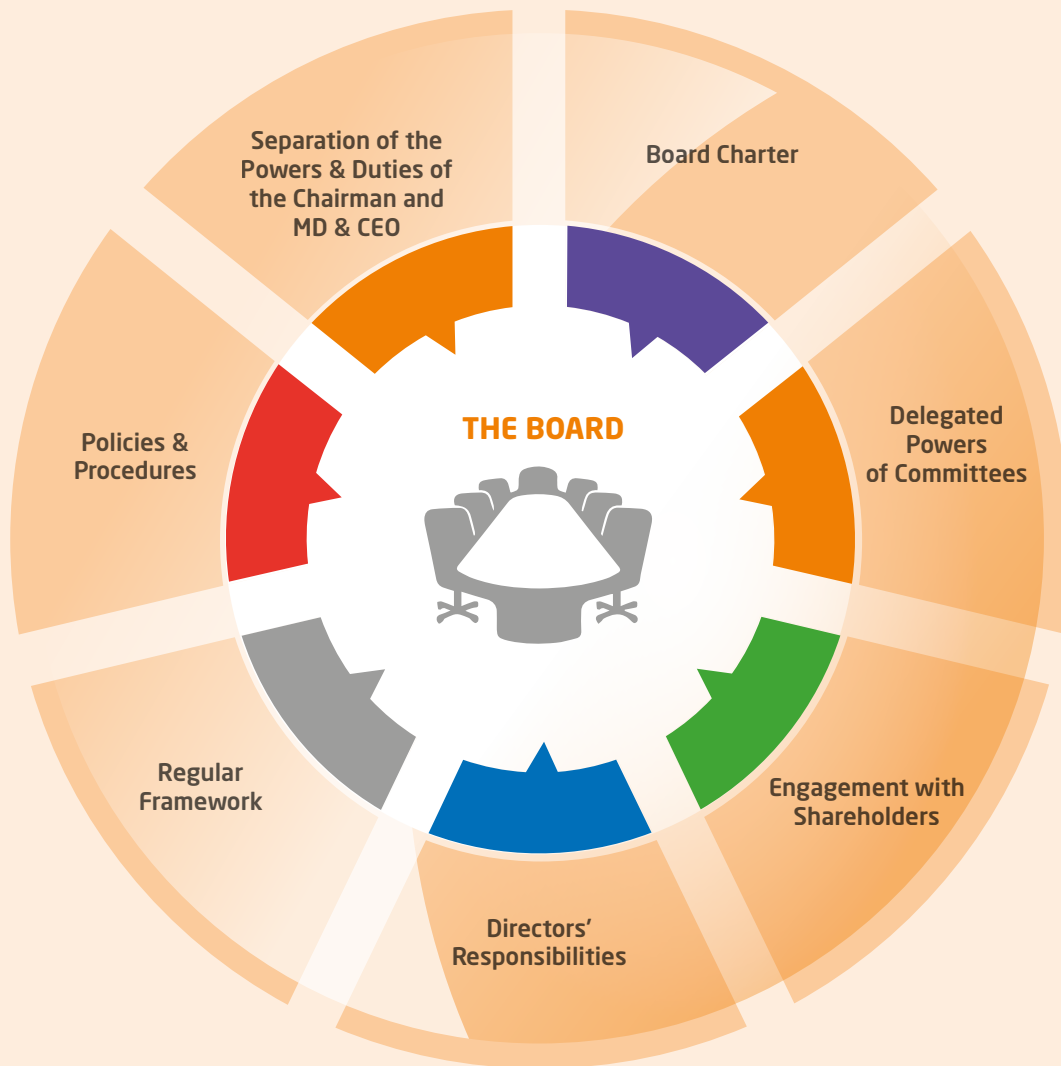 Separation of the
Powers & Duties of
the Chairman and
MD & CEO
Board Charter
Delegated
Powers
of Committees
Engagement with
Shareholders
Directors’
Responsibilities
Regular
Framework
Policies &
Procedures
THE BOARD